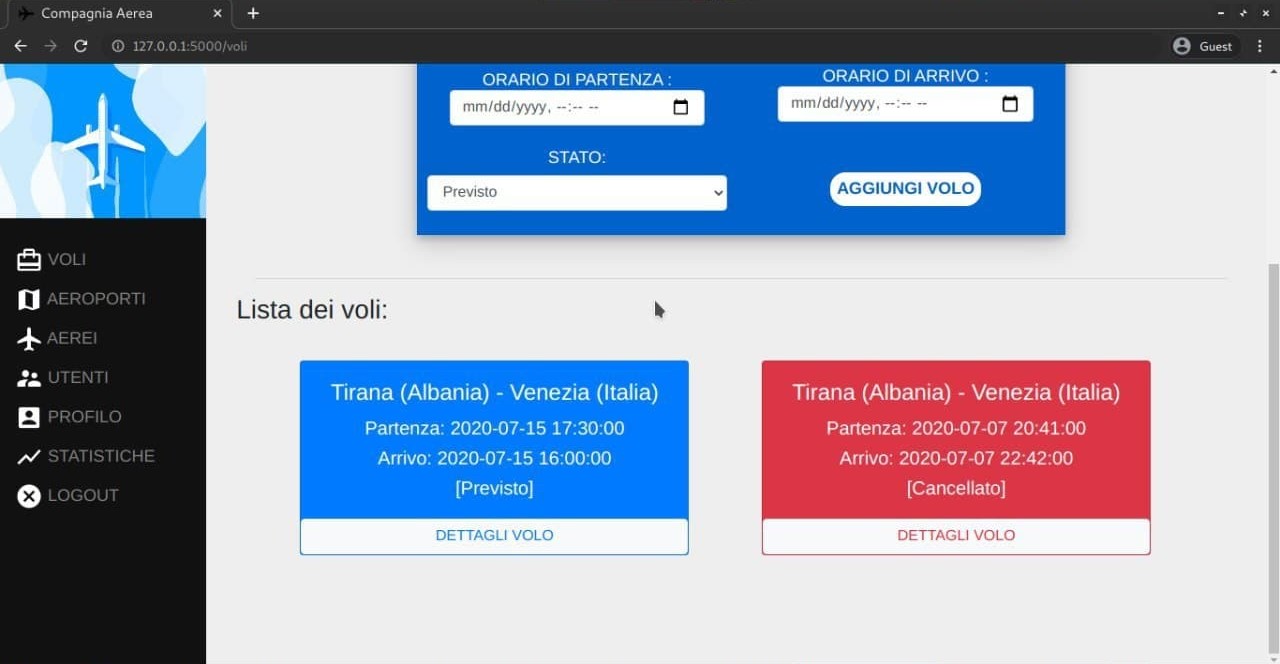 Compagnia Aerea
127.0.0.1:5000/voli
Guest
ORARIO DI PARTENZA :
ORARIO DI ARRIVO :
mm/dd/yyyy, --:-- --
mm/dd/yyyy, --:-- --
STATO:
Previsto
AGGIUNGI VOLO
VOLI
AEROPORTI
AEREI
UTENTI
PROFILO
STATISTICHE
LOGOUT
Lista dei voli:
Tirana (Albania) - Venezia (Italia)
Partenza: 2020-07-15 17:30:00
Arrivo: 2020-07-15 16:00:00
[Previsto]
DETTAGLI VOLO
Tirana (Albania) - Venezia (Italia)
Partenza: 2020-07-07 20:41:00
Arrivo: 2020-07-07 22:42:00
[Cancellato]
DETTAGLI VOLO